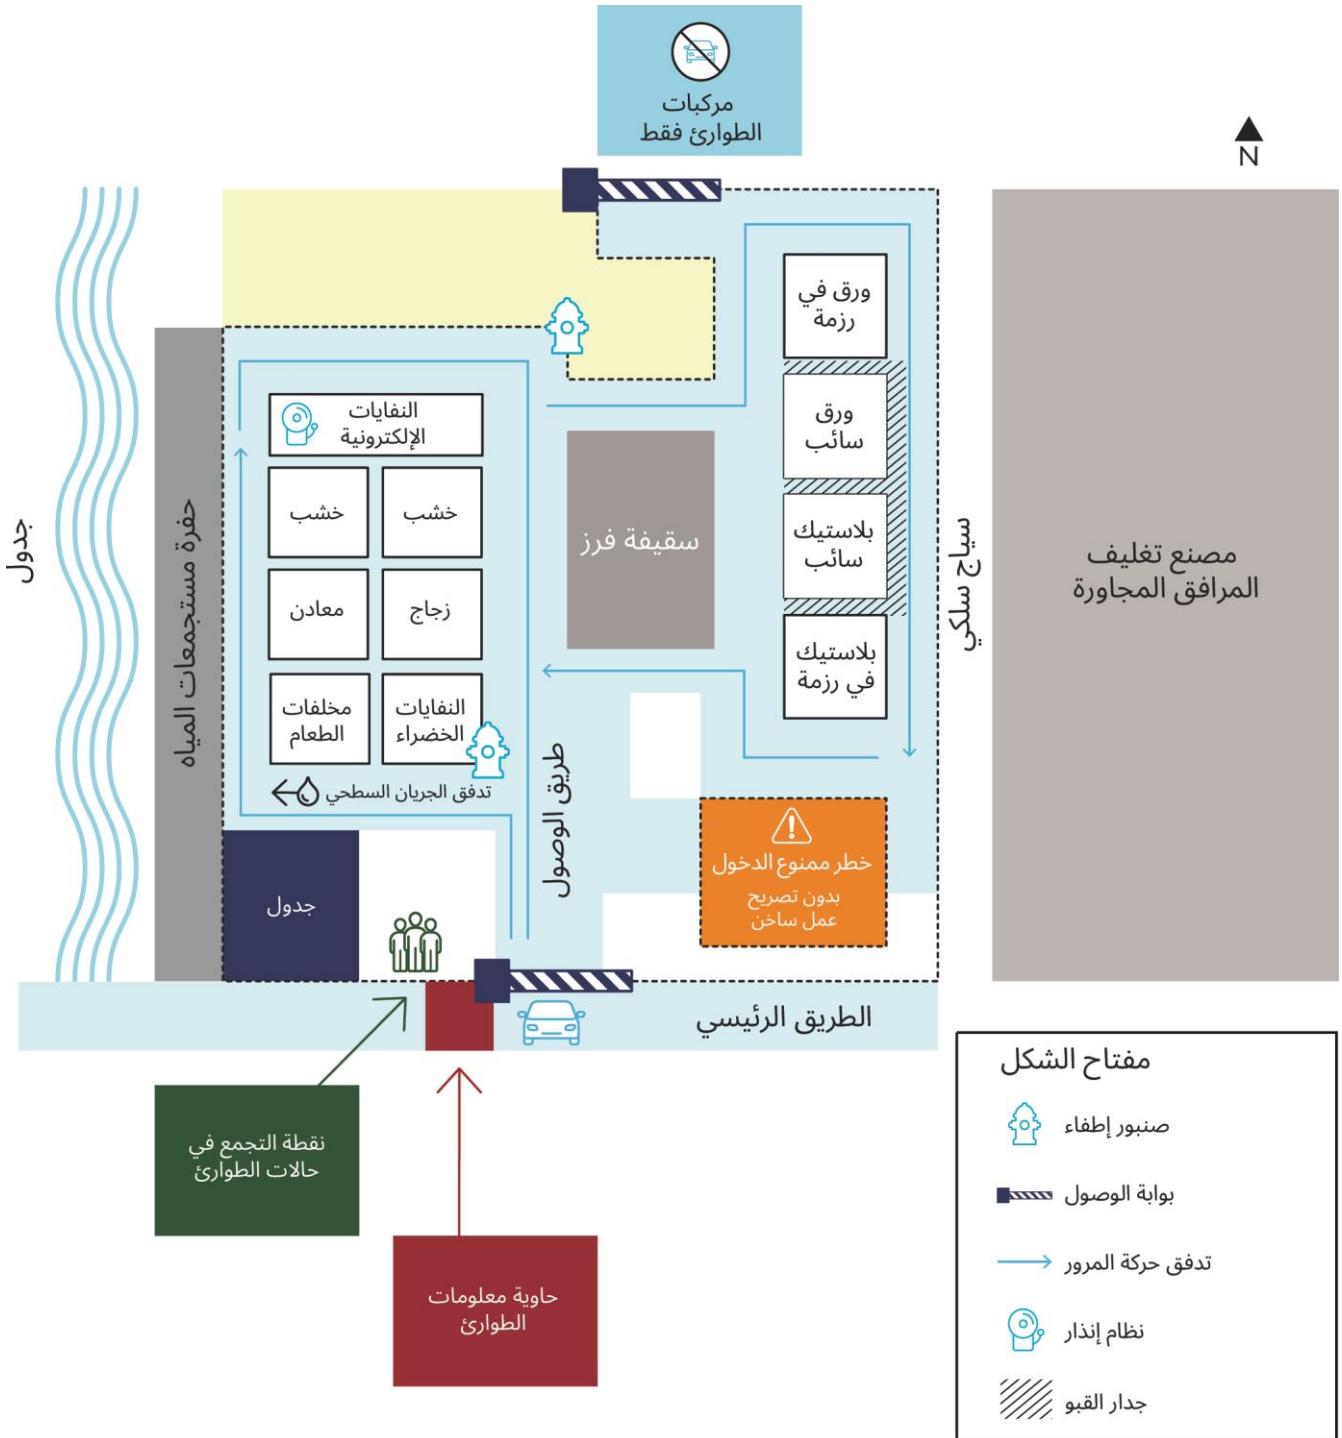 مركبات
الطوارئ فقط
N
ورق في
رزمة
ورق
سائب
بلاستيك
سائب
بلاستيك
في رزمة
النفايات
الإلكترونية
خشب
خشب
زجاج
معادن
النفايات
الخضراء
مخلفات
الطعام
تدفق الجريان السطحي
سقيفة فرز
طريق الوصول
سياج سلكي
مصنع تغليف
المرافق المجاورة
حفرة مستجمعات المياه
جدول
جدول
خطر ممنوع الدخول
بدون تصريح
عمل ساخن
الطريق الرئيسي
نقطة التجمع في
حالات الطوارئ
حاوية معلومات
الطوارئ
مفتاح الشكل
صنبور إطفاء
بوابة الوصول
تدفق حركة المرور
نظام إنذار
جدار القبو